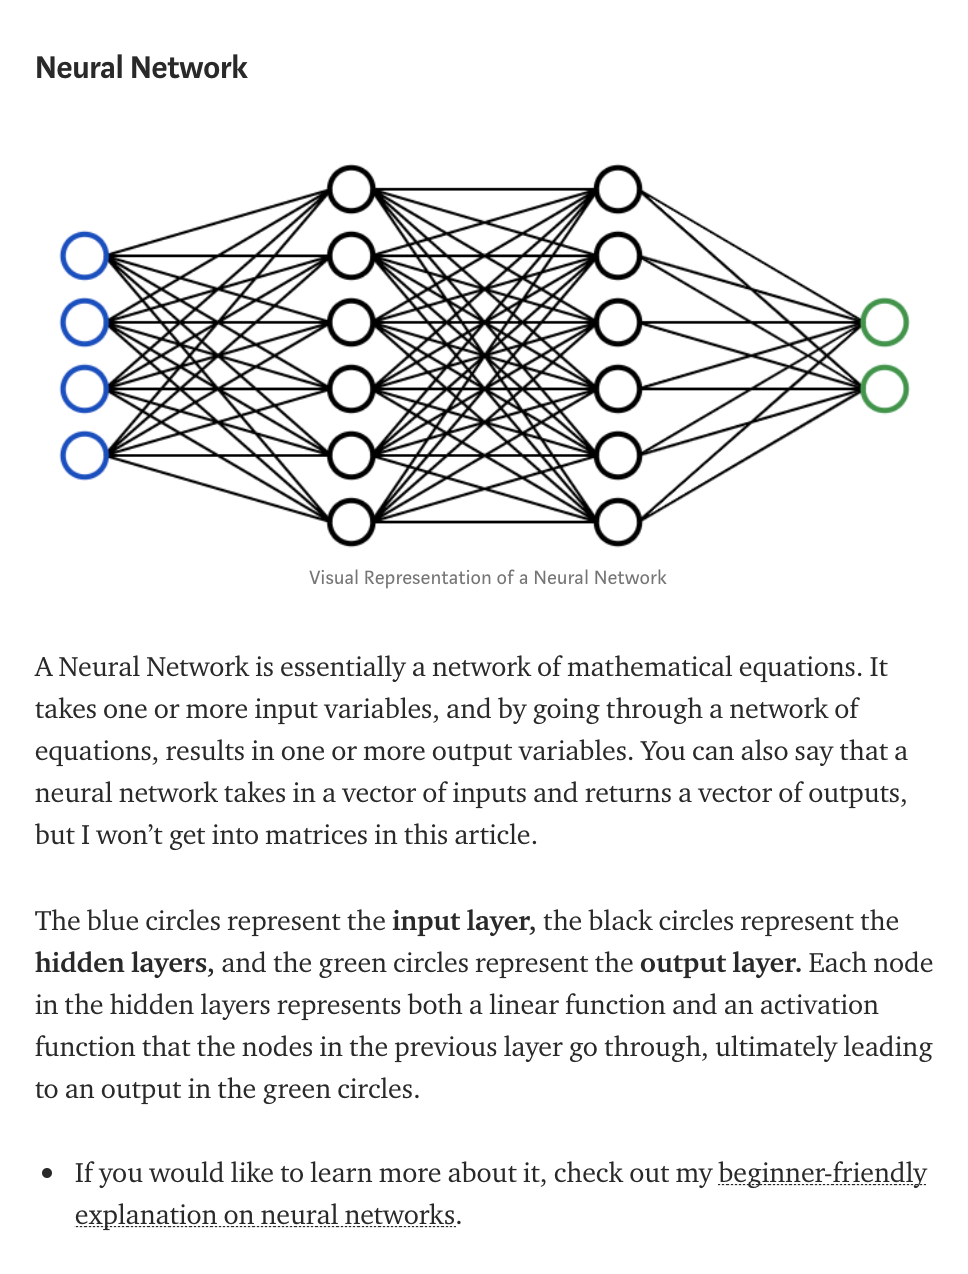 Neural Network
Visual Representation of a Neural Network
A Neural Network is essentially a network of mathematical equations. It
takes one or more input variables, and by going through a network of
equations, results in one or more output variables. You can also say that a
neural network takes in a vector of inputs and returns a vector of outputs,
but I won’t get into matrices in this article.
The blue circles represent the input layer, the black circles represent the
hidden layers, and the green circles represent the output layer. Each node
in the hidden layers represents both a linear function and an activation
function that the nodes in the previous layer go through, ultimately leading
to an output in the green circles.
• If you would like to learn more about it, check out my beginner-friendly
explanation on neural networks.